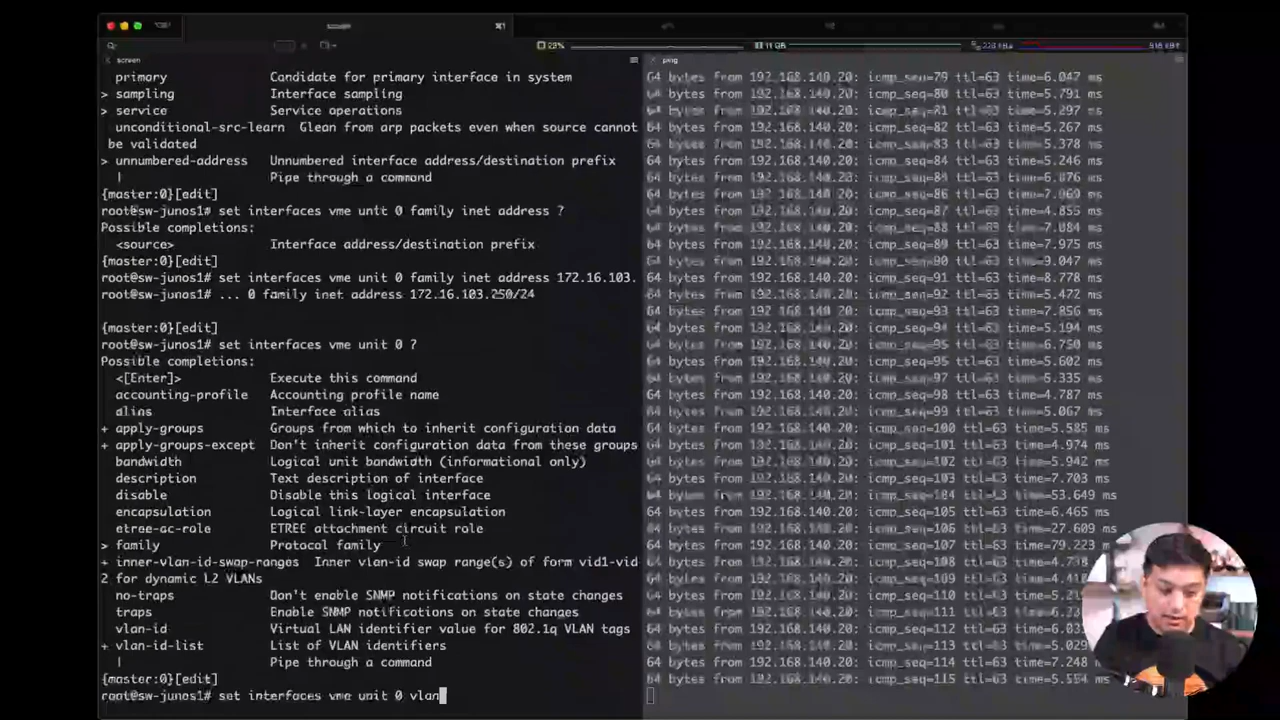 29%
11 GB
screen
primary Candidate for primary interface in system
> sampling Interface sampling
> service Service operations
unconditional-src-learn Glean from arp packets even when source cannot
be validated
> unnumbered-address Unnumbered interface address/destination prefix
| Pipe through a command
{master:0}[edit]
root@sw-junos1# set interfaces vme unit 0 family inet address ?
Possible completions:
<source> Interface address/destination prefix
{master:0}[edit]
root@sw-junos1# set interfaces vme unit 0 family inet address 172.16.103.
root@sw-junos1# ... 0 family inet address 172.16.103.250/24
{master:0}[edit]
root@sw-junos1# set interfaces vme unit 0 ?
Possible completions:
<[Enter]> Execute this command
accounting-profile Accounting profile name
alias Interface alias
+ apply-groups Groups from which to inherit configuration data
+ apply-groups-except Don't inherit configuration data from these groups
bandwidth Logical unit bandwidth (informational only)
description Text description of interface
disable Disable this logical interface
encapsulation Logical link-layer encapsulation
etree-ac-role ETREE attachment circuit role
> family Protocol family
+ inner-vlan-id-swap-ranges Inner vlan-id swap range(s) of form vid1-vid
2 for dynamic L2 VLANs
no-traps Don't enable SNMP notifications on state changes
traps Enable SNMP notifications on state changes
vlan-id Virtual LAN identifier value for 802.1q VLAN tags
+ vlan-id-list List of VLAN identifiers
| Pipe through a command
{master:0}[edit]
root@sw-junos1# set interfaces vme unit 0 vlan
ping
64 bytes from 192.168.140.20: icmp_seq=79 ttl=63 time=6.047 ms
64 bytes from 192.168.140.20: icmp_seq=80 ttl=63 time=5.791 ms
64 bytes from 192.168.140.20: icmp_seq=81 ttl=63 time=5.297 ms
64 bytes from 192.168.140.20: icmp_seq=82 ttl=63 time=5.267 ms
64 bytes from 192.168.140.20: icmp_seq=83 ttl=63 time=5.378 ms
64 bytes from 192.168.140.20: icmp_seq=84 ttl=63 time=5.246 ms
64 bytes from 192.168.140.20: ttl=63 ms
64 bytes from 192.168.140.20: icmp_seq=86 ttl=63 time=7.069 ms
64 bytes from 192.168.140.20: icmp_seq=87 ttl=63 time=4.855 ms
64 bytes from 192.168.140.20: icmp_seq=88 ttl=63 time=7.084 ms
64 bytes from 192.168.140.20: icmp_seq=89 ttl=63 time=7.975 ms
64 bytes from 192.168.140.20: icmp_seq=90 ttl=63 time=9.047 ms
64 bytes from 192.168.140.20: icmp_seq=91 ttl=63 time=8.778 ms
64 bytes from 192.168.140.20: icmp_seq=92 ttl=63 time=5.472 ms
64 bytes from 192.168.140.20: icmp_seq=93 ttl=63 time=7.856 ms
64 bytes from 192.168.140.20: icmp_seq=94 ttl=63 time=5.194 ms
64 bytes from 192.168.140.20: icmp_seq=95 ttl=63 time=6.750 ms
64 bytes from 192.168.140.20: ttl=63 time=5.602 ms
64 bytes from 192.168.140.20: icmp_seq=97 ttl=63 time=5.335 ms
64 bytes from 192.168.140.20: icmp_seq=98 ttl=63 time=4.787 ms
64 bytes from 192.168.140.20: icmp_seq=99 ttl=63 time=5.067 ms
64 bytes from 192.168.140.20: icmp_seq=100 ttl=63 time=5.585 ms
64 bytes from 192.168.140.20: icmp_seq=101 ttl=63 time=4.974 ms
64 bytes from 192.168.140.20: icmp_seq=102 ttl=63 time=5.942 ms
64 bytes from 192.168.140.20: icmp_seq=103 ttl=63 time=7.703 ms
64 bytes from 192.168.140.20: icmp_seq=104 ttl=63 time=53.649 ms
64 bytes from 192.168.140.20: icmp_seq=105 ttl=63 time=6.465 ms
64 bytes from 192.168.140.20: icmp_seq=106 ttl=63 time=27.609 ms
64 bytes from 192.168.140.20: icmp_seq=107 ttl=63 time=79.223 ms
64 bytes from 192.168.140.20: icmp_seq=108 ttl=63
64 bytes from 192.168.140.20: icmp_seq=109 ttl=63
64 bytes from 192.168.140.20: icmp_seq=110 ttl=63
64 bytes from 192.168.140.20: icmp_seq=111 ttl=63
64 bytes from 192.168.140.20: icmp_seq=112 ttl=63
64 bytes from 192.168.140.20: icmp_seq=113 ttl=63
64 bytes from 192.168.140.20: icmp_seq=114 ttl=63 time=7.248 ms
64 bytes from 192.168.140.20: icmp_seq=115 ttl=63 time=5.554 ms